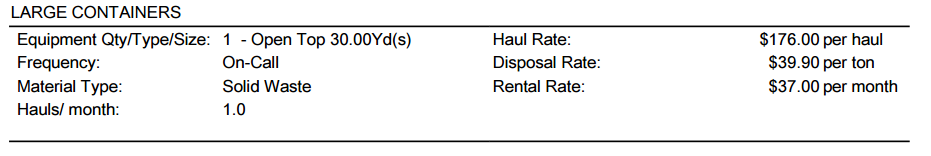 LARGE CONTAINERS
Equipment Qty/Type/Size: 1 - Open Top 30.00Yd(s) Haul Rate: $176.00 per haul
Frequency: On-Call Disposal Rate: $39.90 per ton
Material Type: Solid Waste Rental Rate: $37.00 per month
Hauls/ month: 1.0